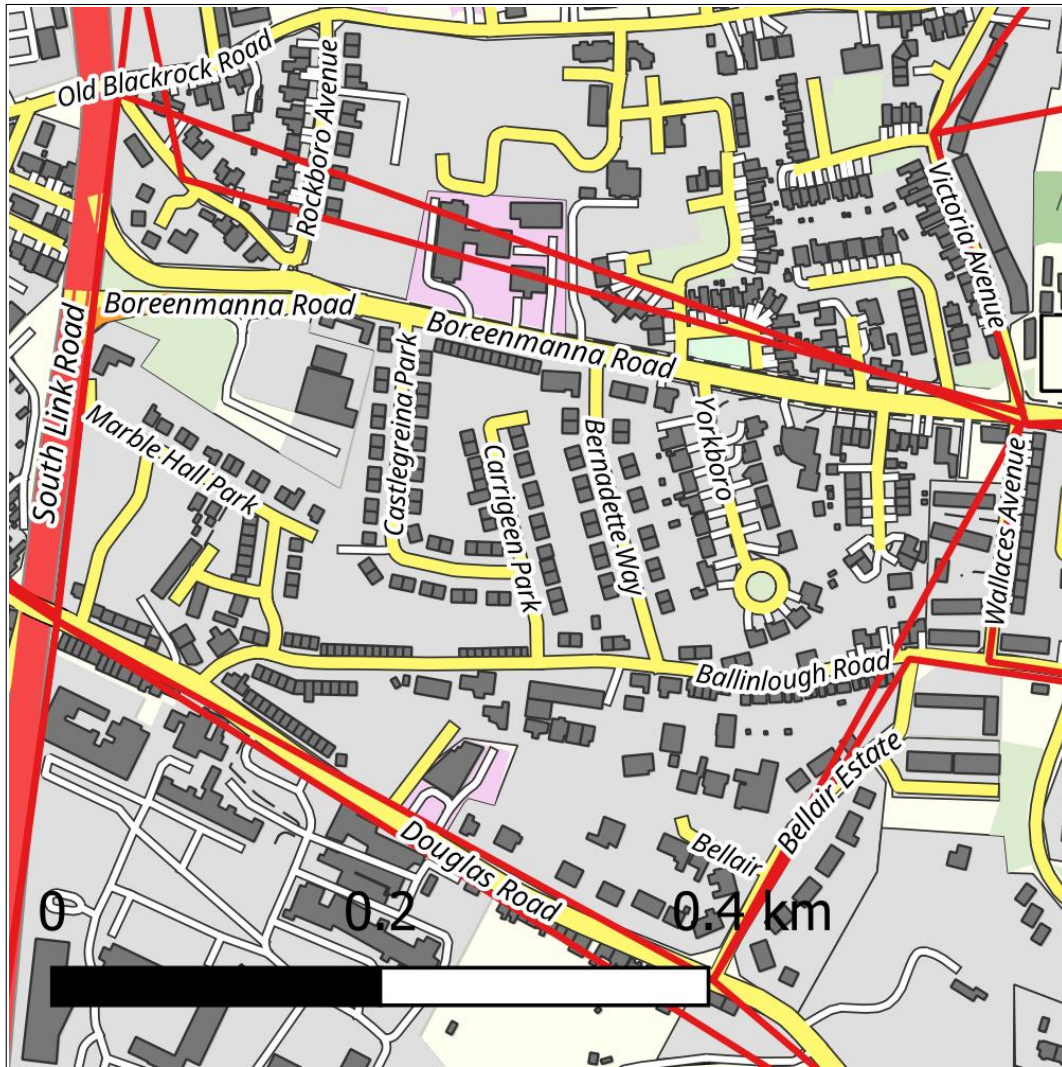 Old Blackrock Road
Rockboro Avenue
Victoria Avenue
Boreenmanna Road
Boreenmanna Road
South Link Road
Castlegreina Park
Marble Hall Park
Carrigeen Park
Bernadette Way
Yorkboro
Wallaces Avenue
Ballinlough Road
Bellair Estate
Bellair
Douglas Road
0 0.2 0.4 km